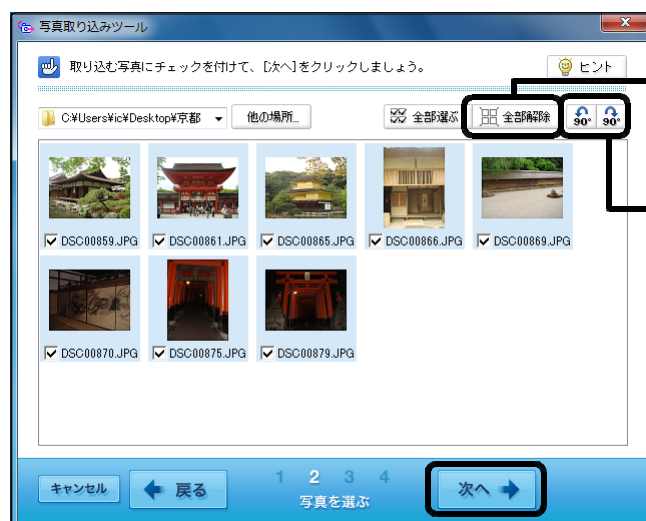 写真取り込みツール
取り込む写真にチェックを付けて、[次へ]をクリックしましょう。
ヒント
C:¥Users¥ic¥Desktop¥京都
他の場所...
全部選ぶ
全部解除
90°
90°
DSC00859.JPG
DSC00861.JPG
DSC00865.JPG
DSC00866.JPG
DSC00869.JPG
DSC00870.JPG
DSC00875.JPG
DSC00879.JPG
キャンセル
戻る
1 2 3 4
写真を選ぶ
次へ